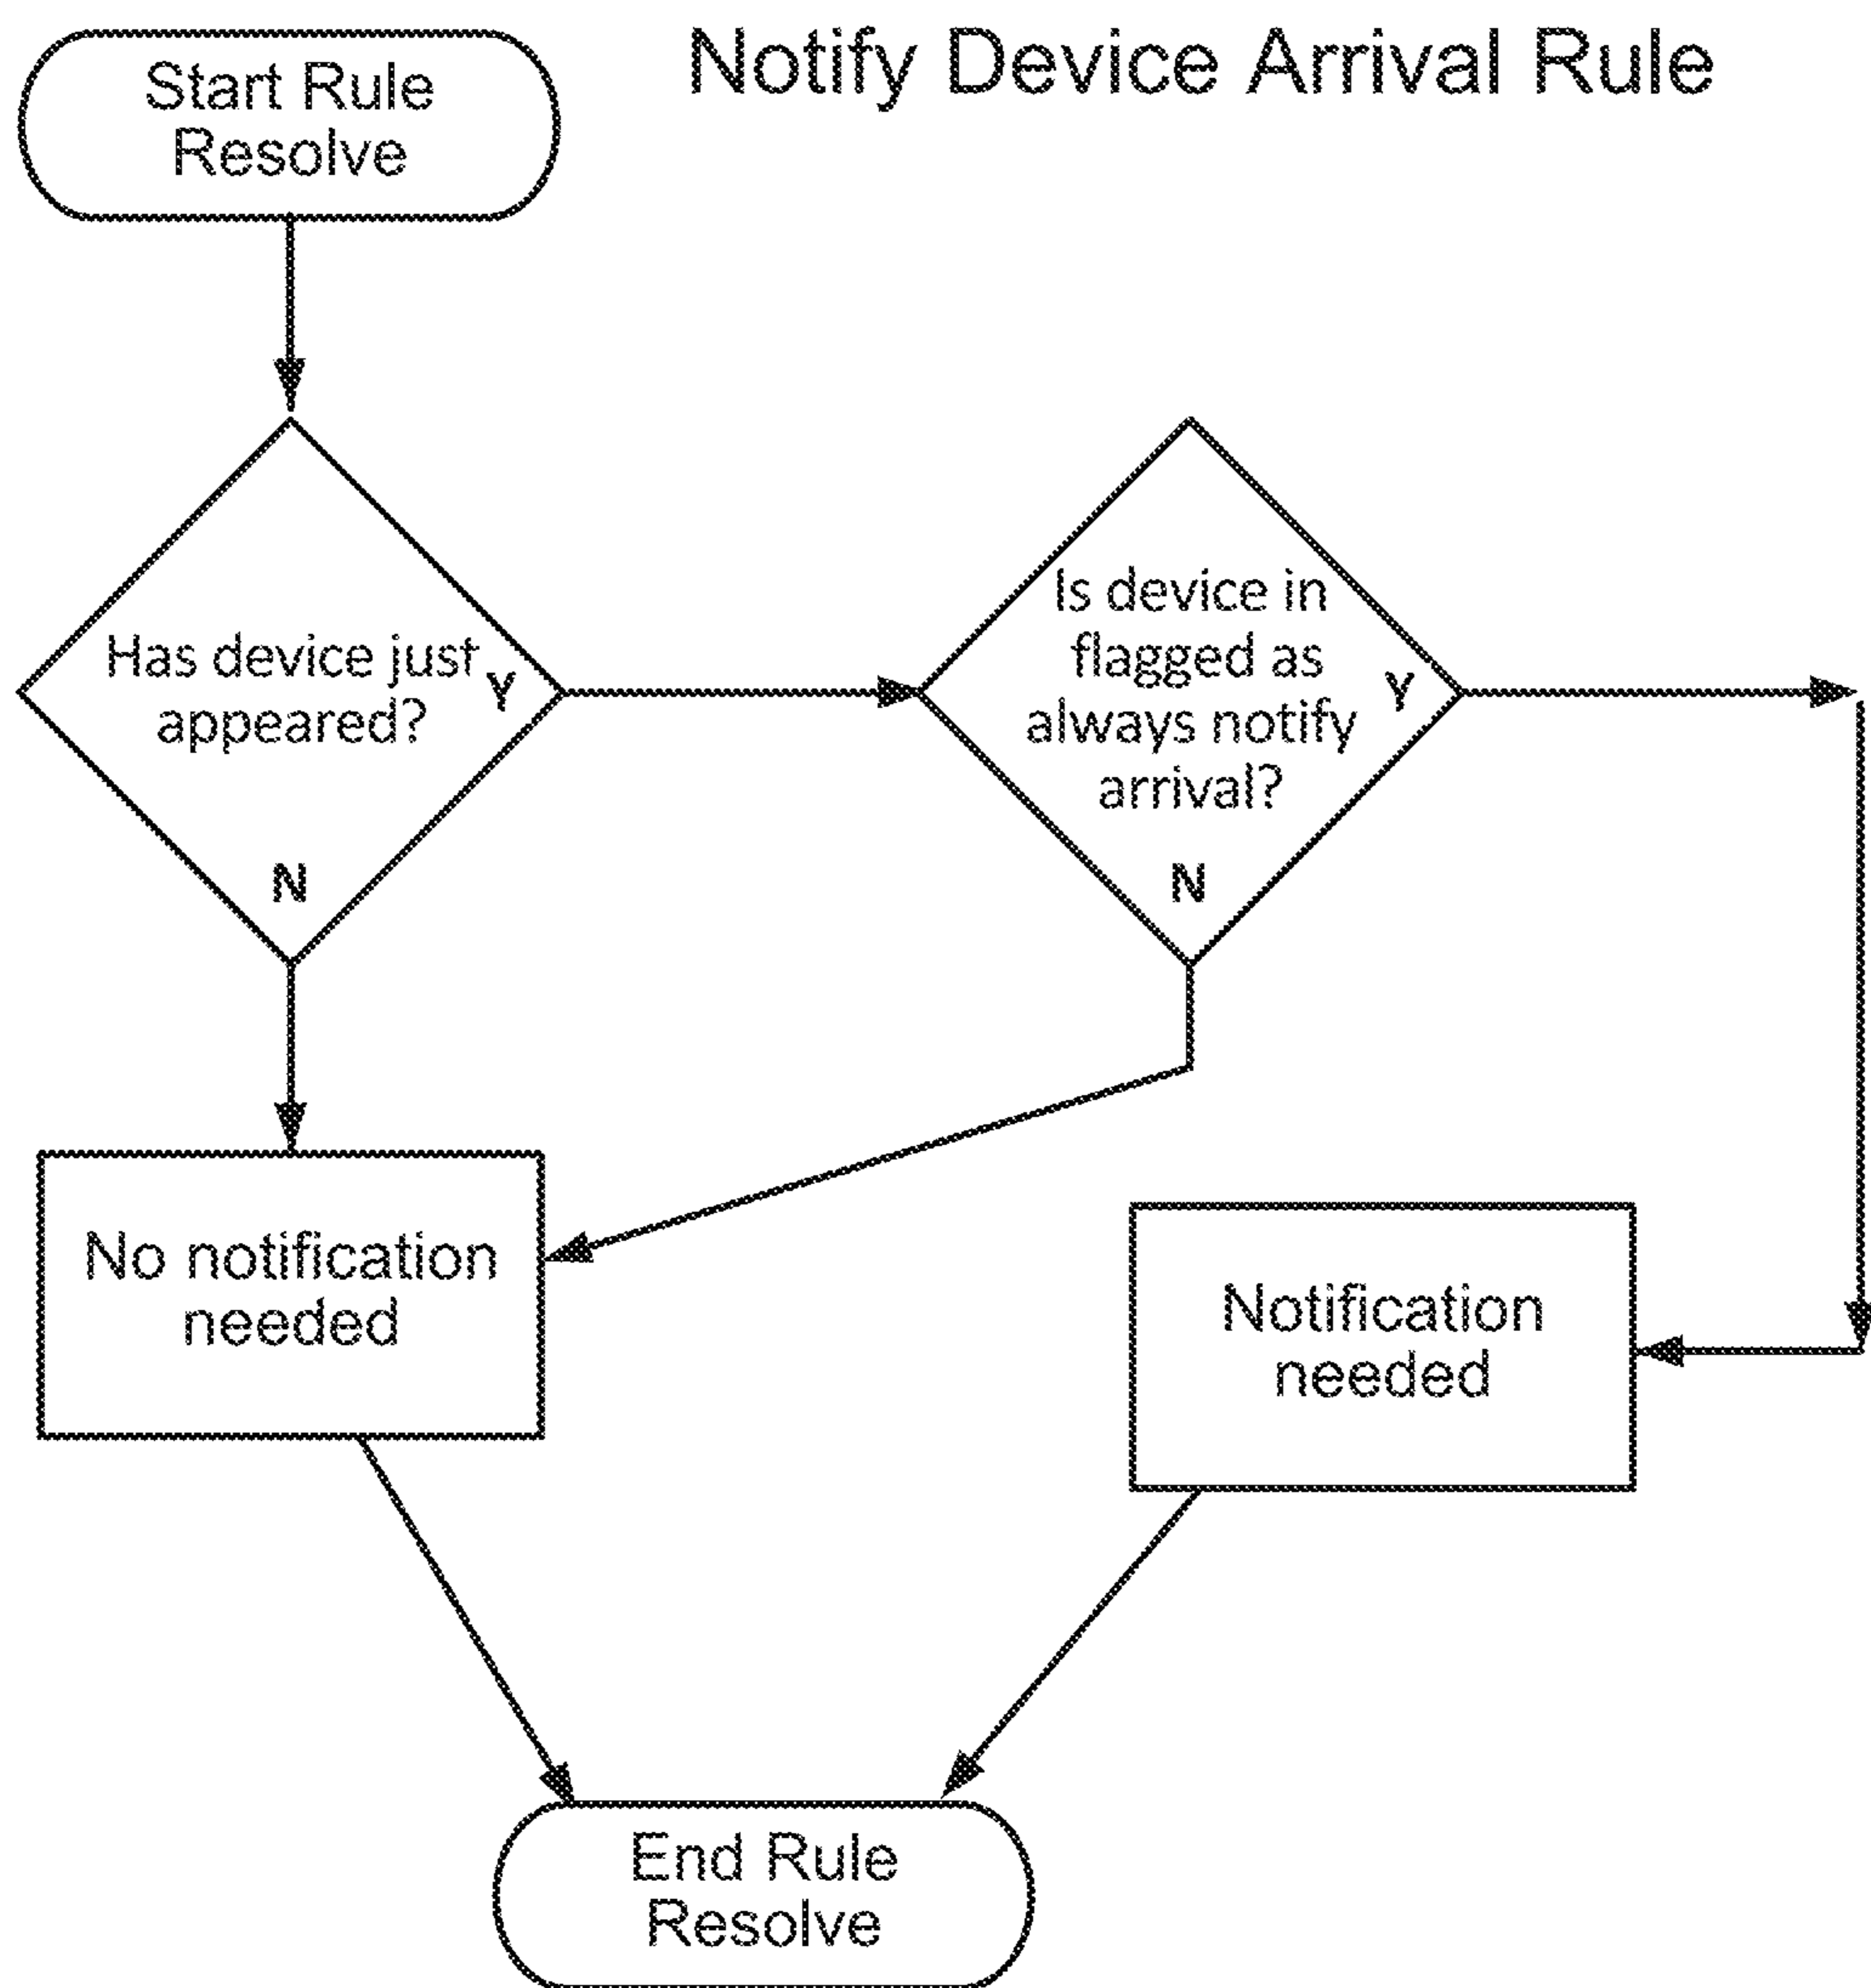 Notify Device Arrival Rule
Start Rule
Resolve
Has device just
appeared?
Y
N
Is device in
flagged as
always notify
arrival?
Y
N
No notification
needed
Notification
needed
End Rule
Resolve